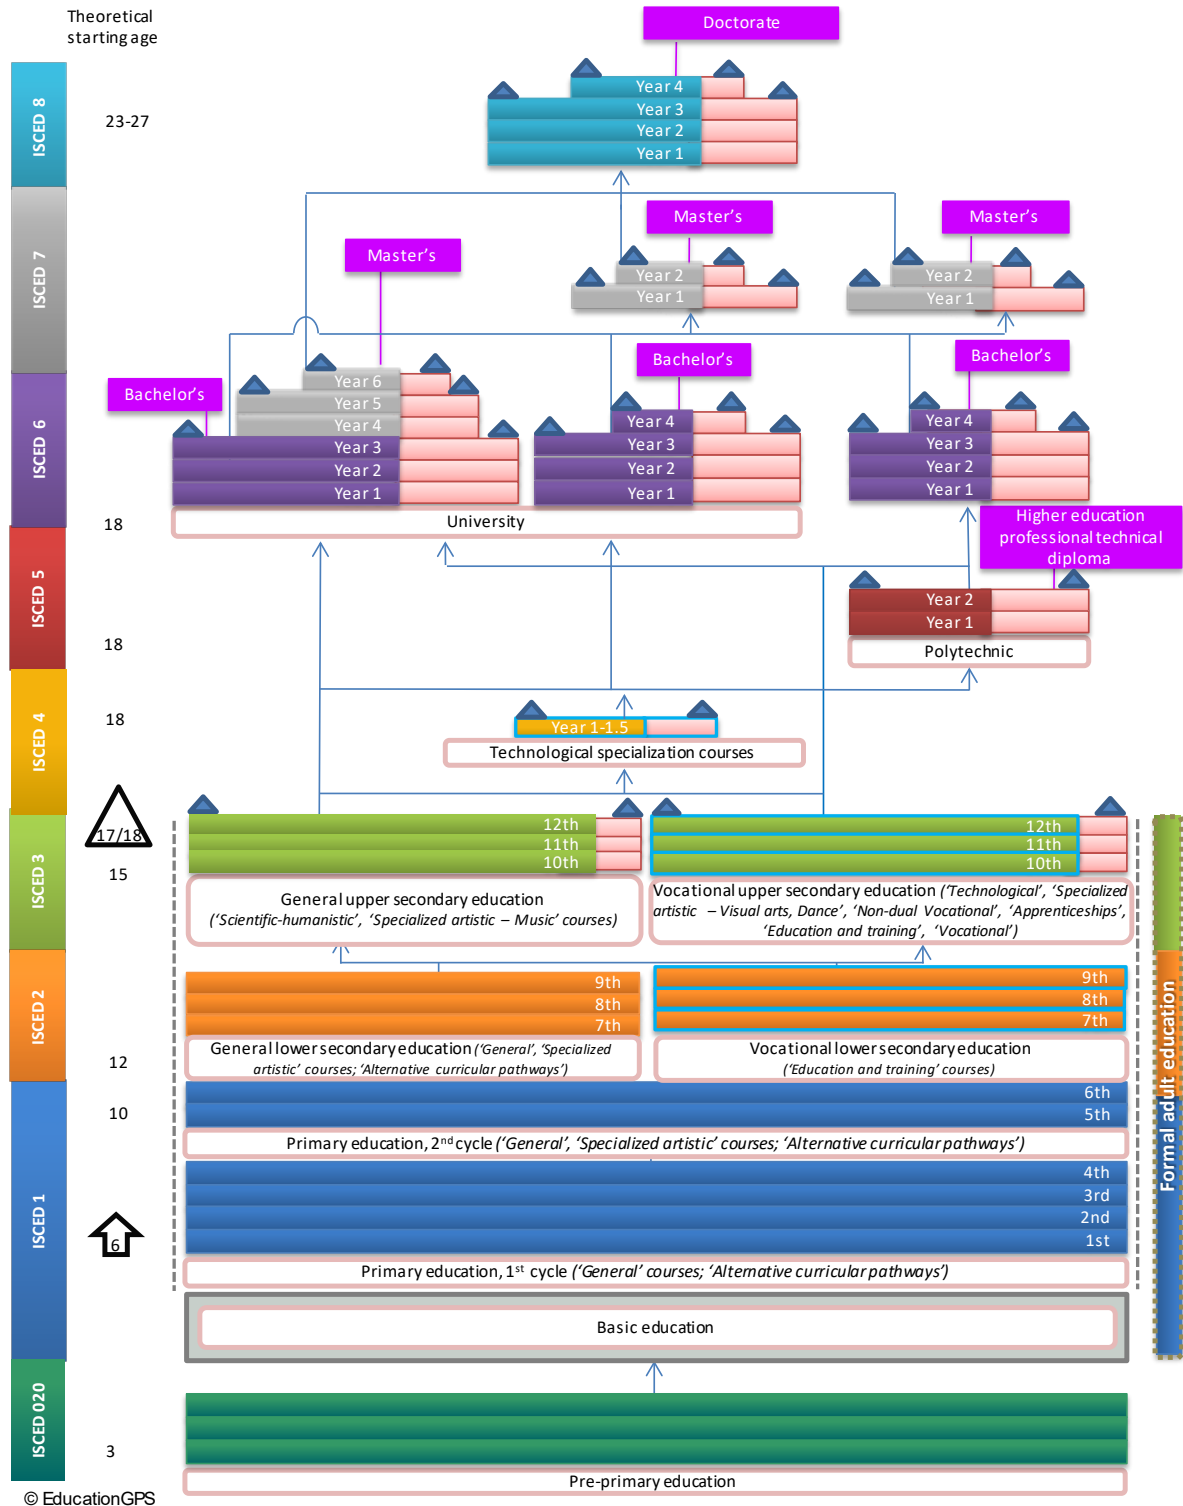 Theoretical
starting age
Doctorate
ISCED 8
23-27
Year 4
Year 3
Year 2
Year 1
ISCED 7
Master's
Master's
Master's
Year 2
Year 1
Year 2
Year 1
ISCED 6
Bachelor's
Bachelor's
Bachelor's
Year 6
Year 5
Year 4
Year 3
Year 2
Year 1
Year 4
Year 3
Year 2
Year 1
Year 4
Year 3
Year 2
Year 1
18
University
Higher education
professional technical
diploma
ISCED 5
Year 2
Year 1
18
Polytechnic
ISCED 4
18
Year 1-1.5
Technological specialization courses
17/18
ISCED 3
12th
11th
10th
12th
11th
10th
15
General upper secondary education
('Scientific-humanistic', 'Specialized artistic – Music' courses)
Vocational upper secondary education ('Technological', 'Specialized
artistic – Visual arts, Dance', 'Non-dual Vocational', 'Apprenticeships',
'Education and training', 'Vocational')
ISCED 2
9th
8th
7th
9th
8th
7th
12
General lower secondary education ('General', 'Specialized
artistic' courses; 'Alternative curricular pathways')
Vocational lower secondary education
('Education and training' courses)
Formal adult education
ISCED 1
6th
5th
10
Primary education, 2nd cycle ('General', 'Specialized artistic' courses; 'Alternative curricular pathways')
4th
3rd
2nd
1st
6
Primary education, 1st cycle ('General' courses; 'Alternative curricular pathways')
Basic education
ISCED 020
3
Pre-primary education
© EducationGPS